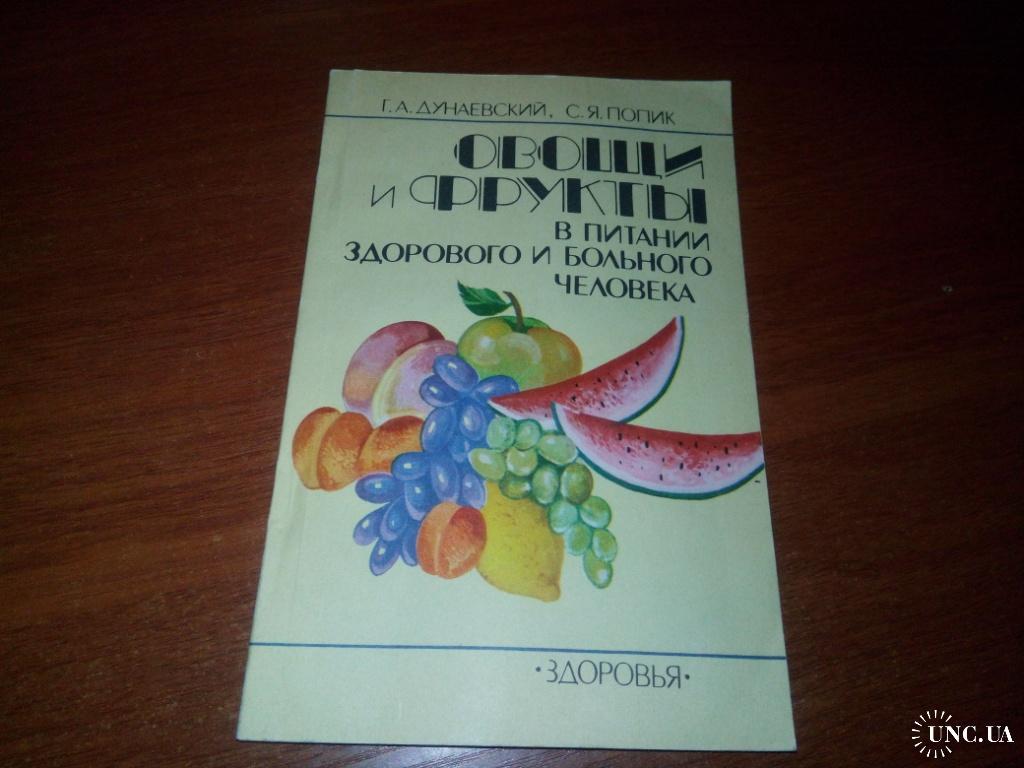 Г.А.ДУНАЕВСКИЙ, С.Я.ПОПИК
ОВОЩИ
И ФРУКТЫ
В ПИТАНИИ
ЗДОРОВОГО И БОЛЬНОГО
ЧЕЛОВЕКА
·ЗДОРОВЬЯ·
UNC.UA